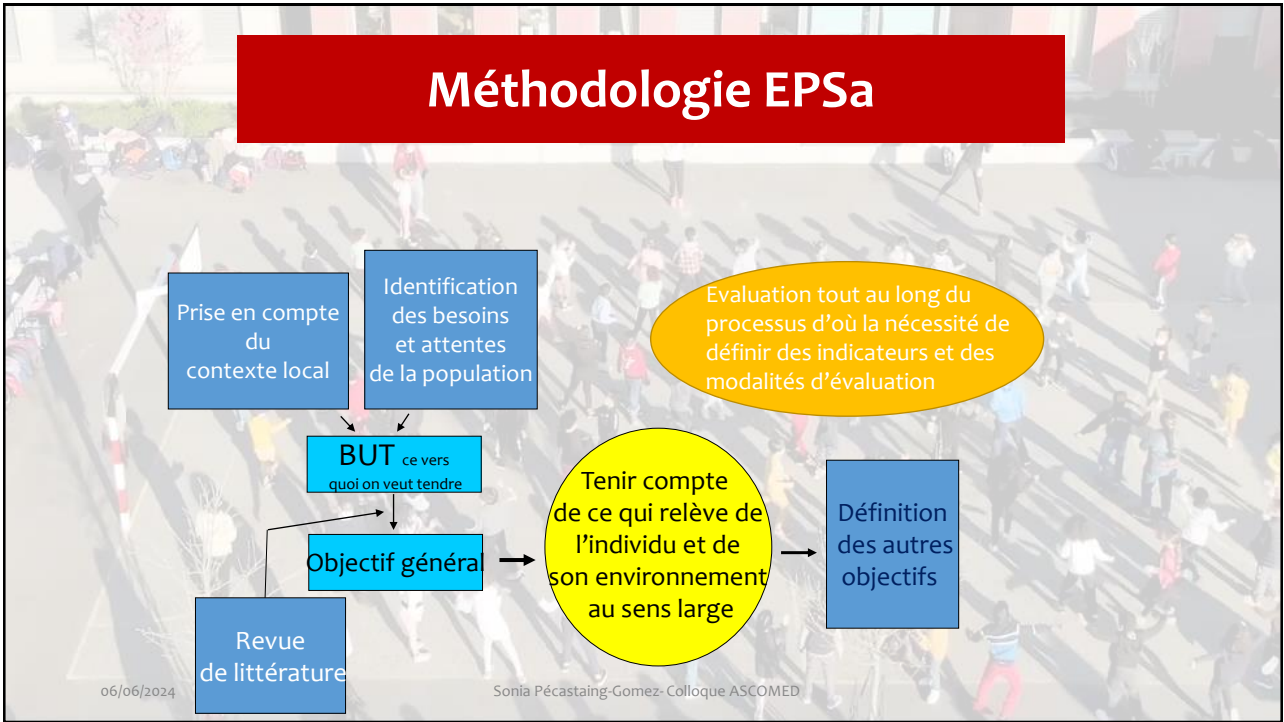 Méthodologie EPSa
Prise en compte
du
contexte local
Identification
des besoins
et attentes
de la population
Evaluation tout au long du
processus d’où la nécessité de
définir des indicateurs et des
modalités d’évaluation
BUT ce vers
quoi on veut tendre
Objectif général
Tenir compte
de ce qui relève de
l’individu et de
son environnement
au sens large
Définition
des autres
objectifs
Revue
de littérature
06/06/2024
Sonia Pécastaing-Gomez- Colloque ASCOMED